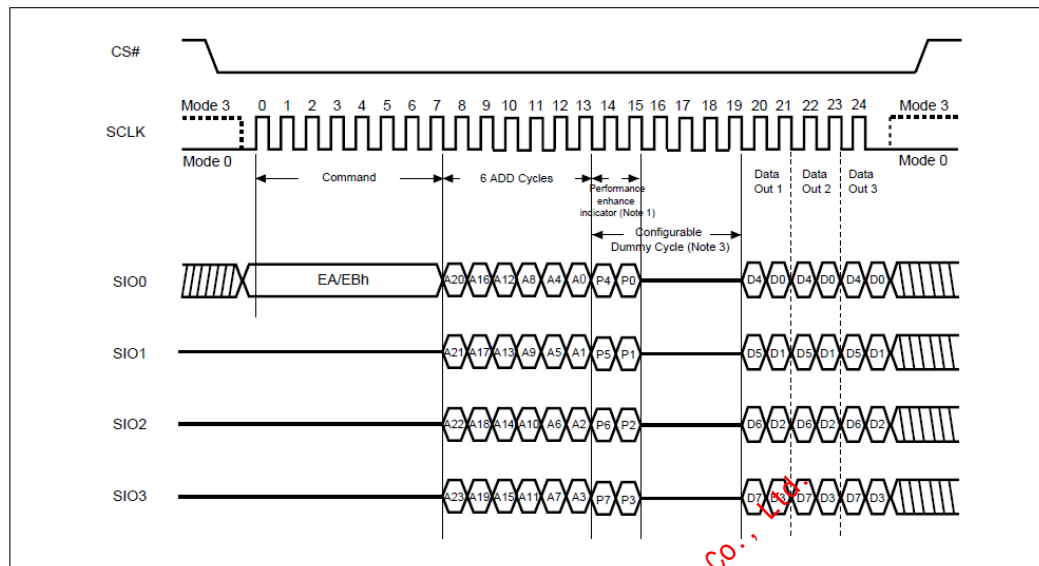 CS#
Mode 3 0 1 2 3 4 5 6 7 8 9 10 11 12 13 14 15 16 17 18 19 20 21 22 23 24 Mode 3
SCLK
Mode 0 Mode 0
Command 6 ADD Cycles Performance enhance indicator (Note 1) Data Out 1 Data Out 2 Data Out 3
Configurable
Dummy Cycle (Note 3)
SIO0 EA/EBh A20 A16 A12 A8 A4 A0 P4 P0 D4 D0 D4 D0 D4 D0
SIO1 A21 A17 A13 A9 A5 A1 P5 P1 D5 D1 D5 D1 D5 D1
SIO2 A22 A18 A14 A10 A6 A2 P6 P2 D6 D2 D6 D2 D6 D2
SIO3 A23 A19 A15 A11 A7 A3 P7 P3 D7 D3 D7 D3 D7 D3
Co., Ltd.